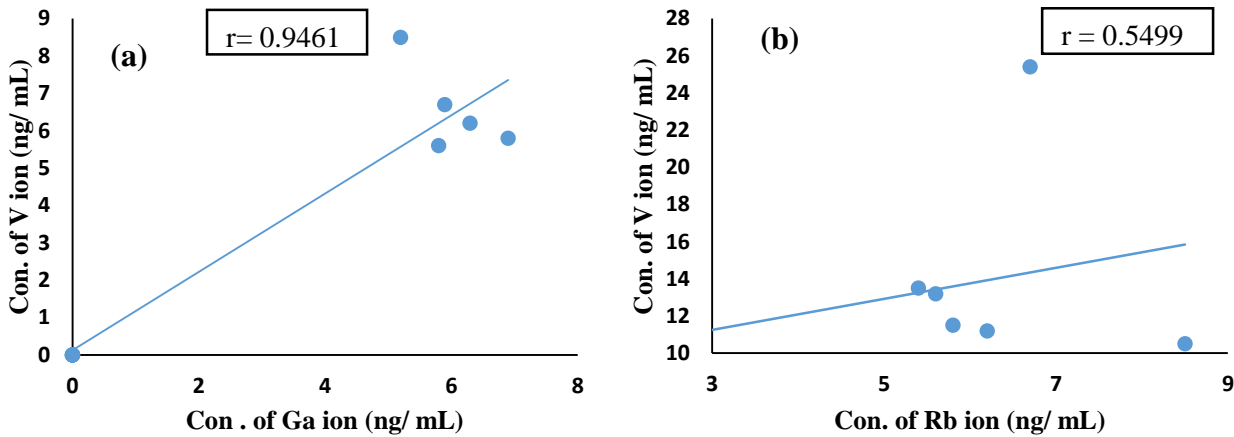 (a)
r= 0.9461
Con. of V ion (ng/ mL)
9
8
7
6
5
4
3
2
1
0
0 2 4 6 8
Con . of Ga ion (ng/ mL)
(b)
r = 0.5499
Con. of V ion (ng/ mL)
28
26
24
22
20
18
16
14
12
10
3 5 7 9
Con. of Rb ion (ng/ mL)